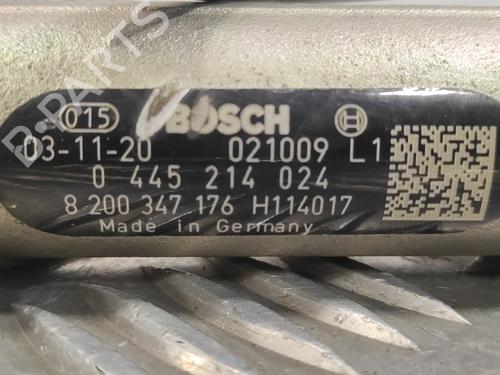 B-PARTS
015 BOSCH
03-11-20 021009 L1
0 445 214 024
8 200 347 176 H114017
Made in Germany